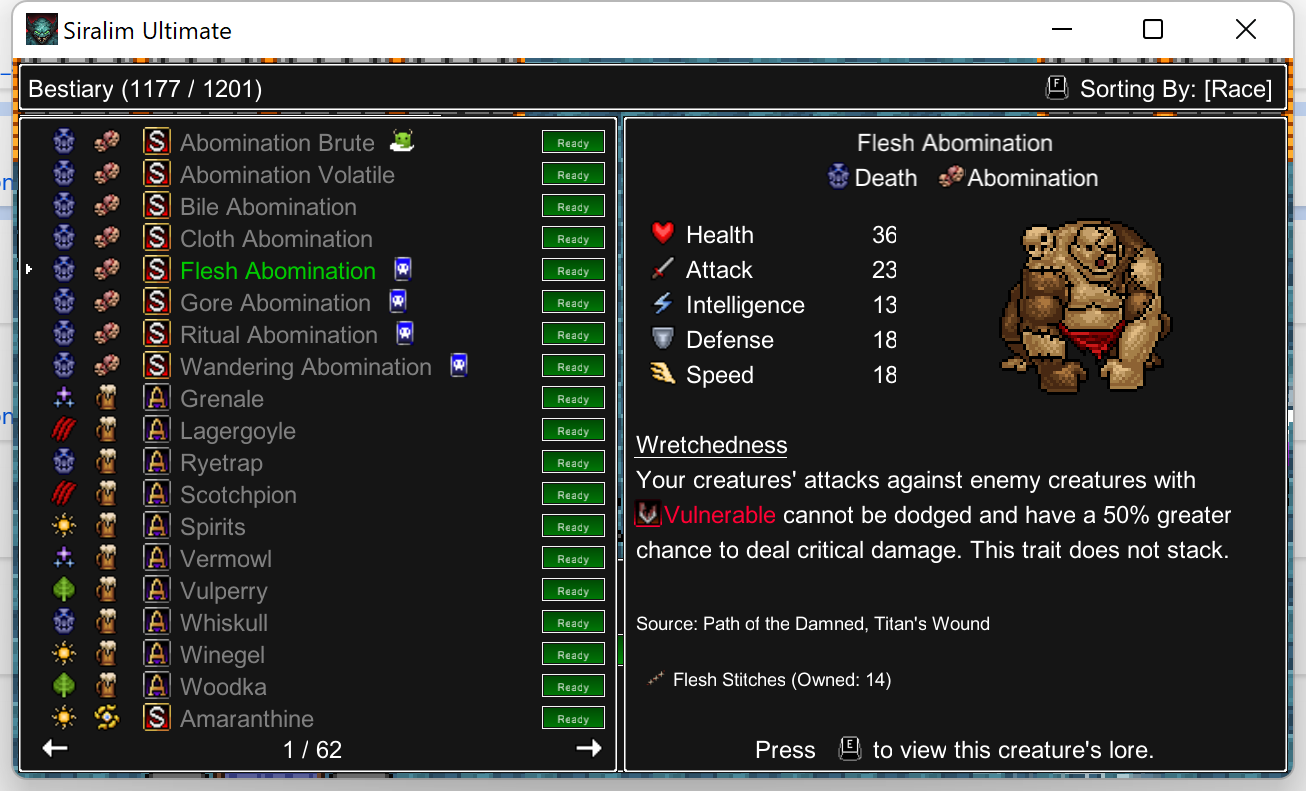 Siralim Ultimate
Bestiary (1177 / 1201)
F Sorting By: [Race]
S Abomination Brute Ready
S Abomination Volatile Ready
S Bile Abomination Ready
S Cloth Abomination Ready
S Flesh Abomination Ready
S Gore Abomination Ready
S Ritual Abomination Ready
S Wandering Abomination Ready
A Grenale Ready
A Lagergoyle Ready
A Ryetrap Ready
A Scotchpion Ready
A Spirits Ready
A Vermowl Ready
A Vulperry Ready
A Whiskull Ready
A Winegel Ready
A Woodka Ready
S Amaranthine Ready
1 / 62
Flesh Abomination
Death Abomination
Health 36
Attack 23
Intelligence 13
Defense 18
Speed 18
Wretchedness
Your creatures' attacks against enemy creatures with
Vulnerable cannot be dodged and have a 50% greater
chance to deal critical damage. This trait does not stack.
Source: Path of the Damned, Titan's Wound
Flesh Stitches (Owned: 14)
Press E to view this creature's lore.